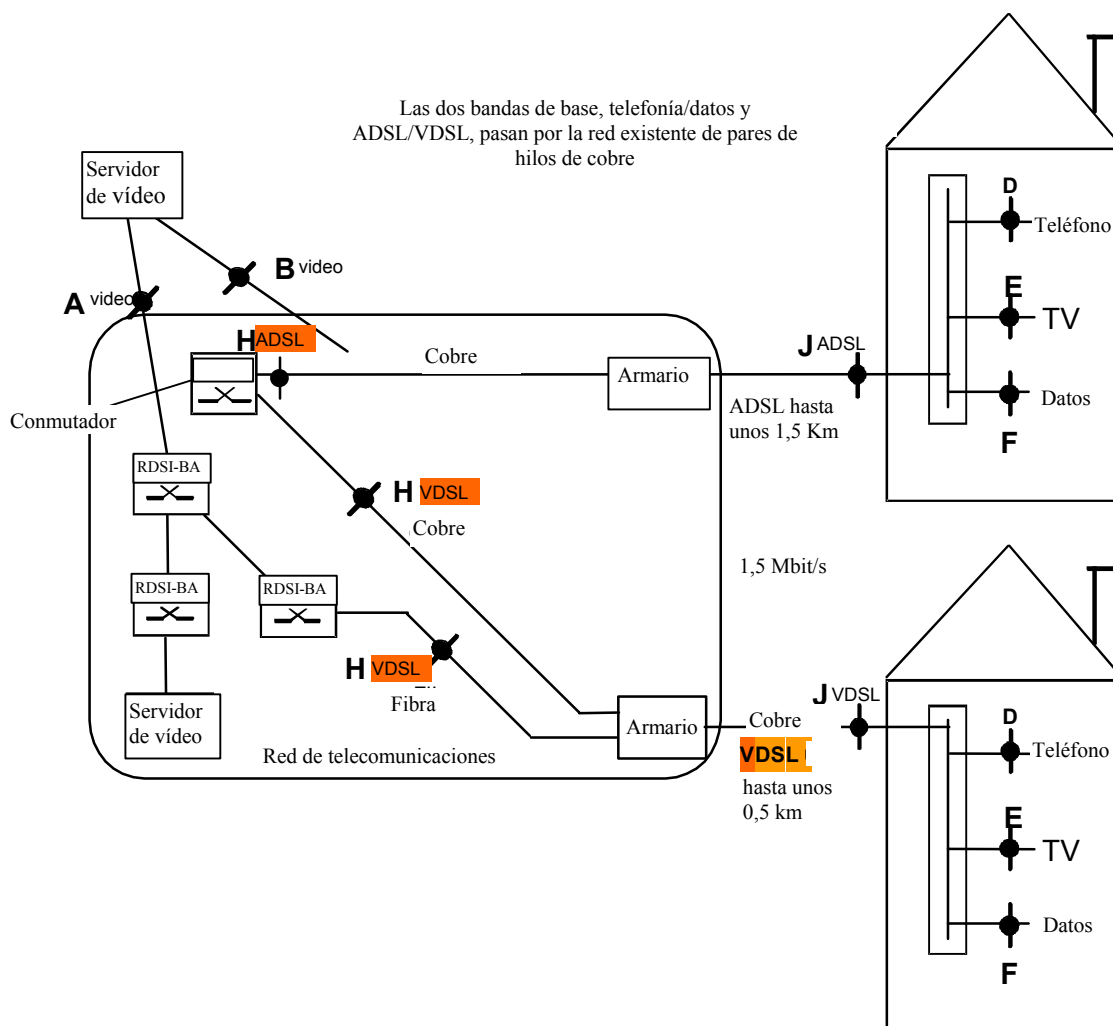 Las dos bandas de base, telefonía/datos y
ADSL/VDSL, pasan por la red existente de pares de
hilos de cobre
Servidor
de vídeo
B video
A video
H ADSL
Cobre
Armario
J ADSL
ADSL hasta
unos 1,5 Km
D
Teléfono
E
TV
Datos
F
Conmutador
RDSI-BA
H VDSL
Cobre
1,5 Mbit/s
RDSI-BA
RDSI-BA
H VDSL
Fibra
Servidor
de vídeo
Red de telecomunicaciones
Armario
Cobre
VDSL
hasta unos
0,5 km
J VDSL
D
Teléfono
E
TV
Datos
F